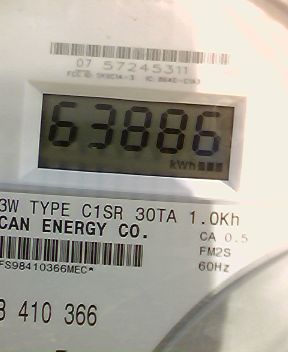 07 57245311
63886
kWh
3W TYPE C1SR 30TA 1.0Kh
CAN ENERGY CO.
CA 0.5
FM2S
FS98410366MEC*
60Hz
8 410 366